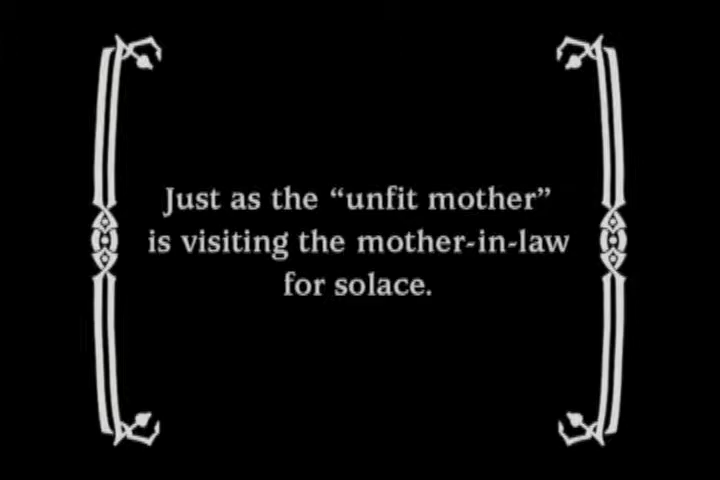 Just as the “unfit mother”
is visiting the mother-in-law
for solace.